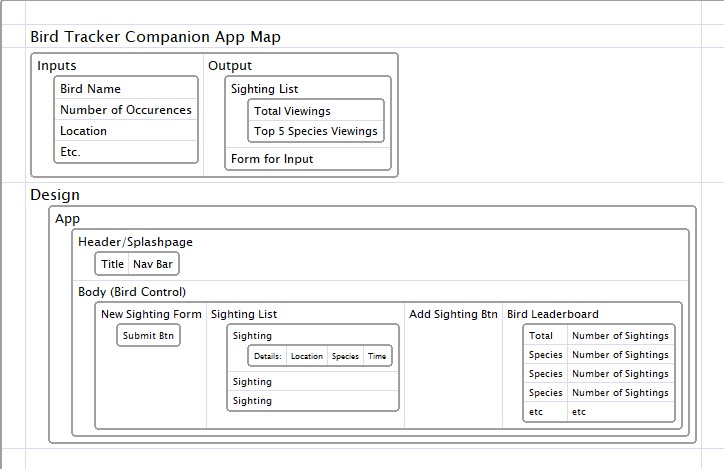 Bird Tracker Companion App Map
Inputs
Bird Name
Number of Occurences
Location
Etc.
Output
Sighting List
Total Viewings
Top 5 Species Viewings
Form for Input
Design
App
Header/Splashpage
Title Nav Bar
Body (Bird Control)
New Sighting Form
Submit Btn
Sighting List
Sighting
Details: Location Species Time
Sighting
Sighting
Add Sighting Btn
Bird Leaderboard
Total Number of Sightings
Species Number of Sightings
Species Number of Sightings
Species Number of Sightings
etc etc